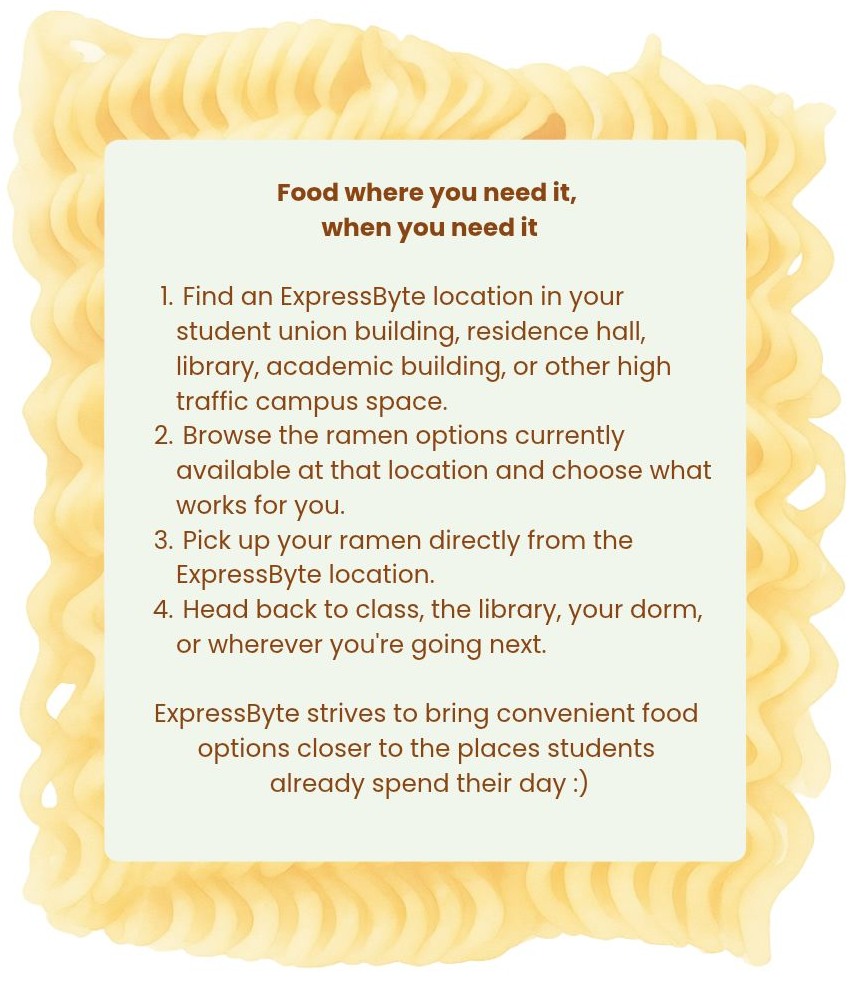 Food where you need it,
when you need it
1. Find an ExpressByte location in your
student union building, residence hall,
library, academic building, or other high
traffic campus space.
2. Browse the ramen options currently
available at that location and choose what
works for you.
3. Pick up your ramen directly from the
ExpressByte location.
4. Head back to class, the library, your dorm,
or wherever you're going next.
ExpressByte strives to bring convenient food
options closer to the places students
already spend their day :)